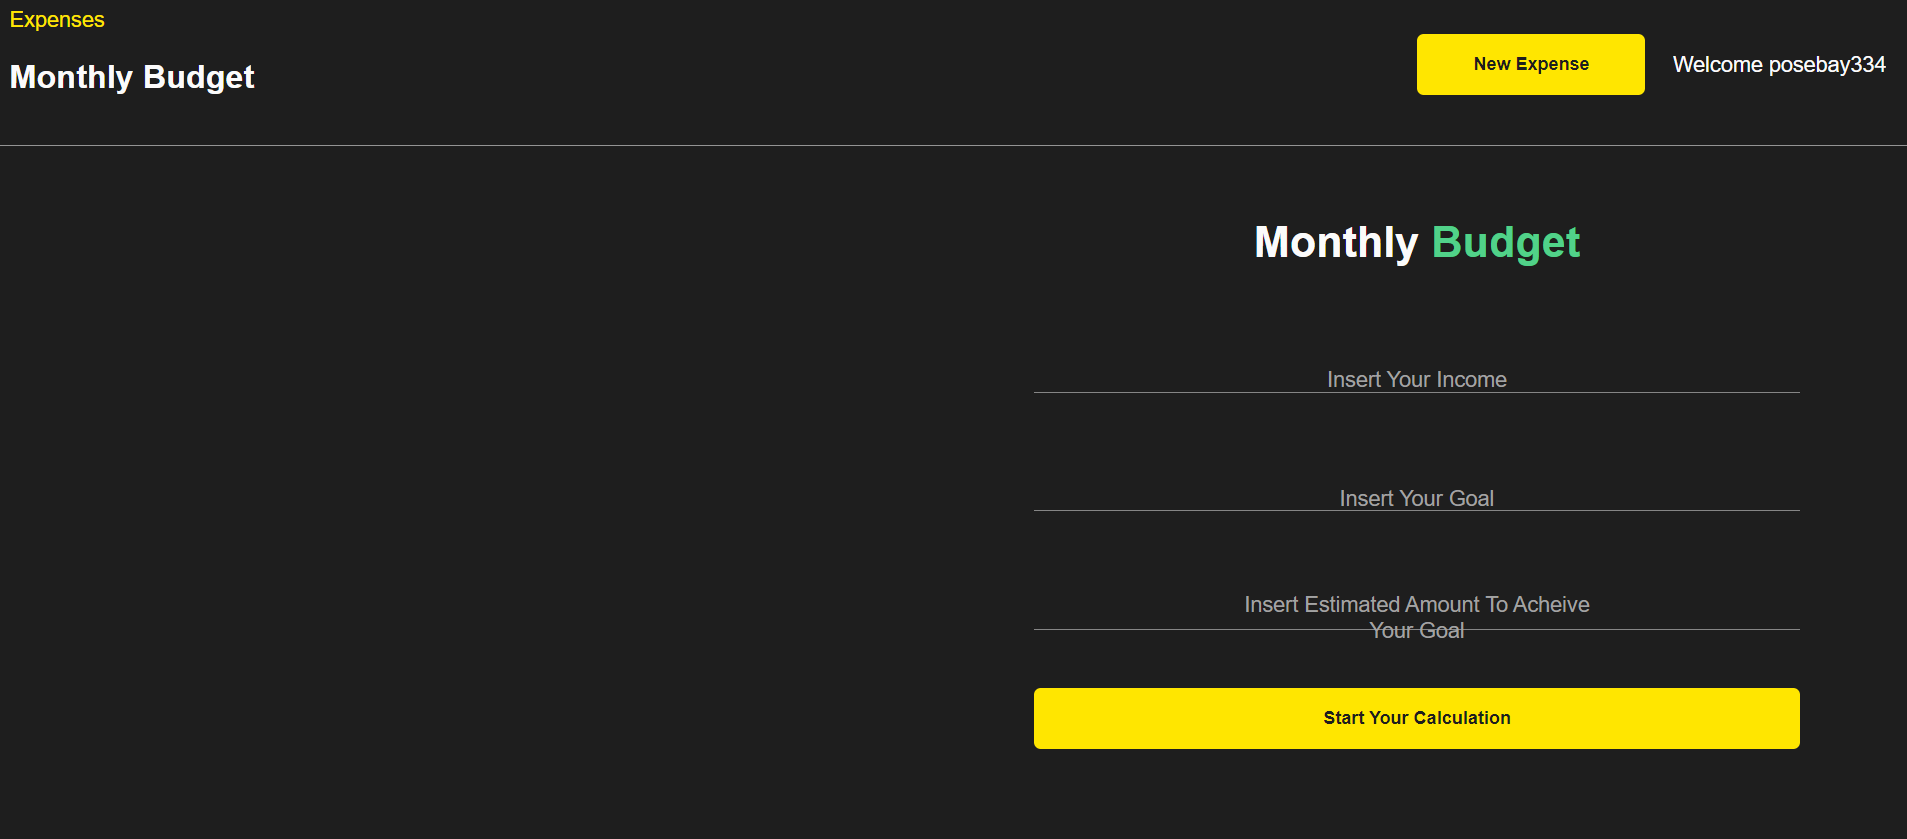 Expenses
Monthly Budget
New Expense
Welcome posebay334
Monthly Budget
Insert Your Income
Insert Your Goal
Insert Estimated Amount To Acheive
Your Goal
Start Your Calculation